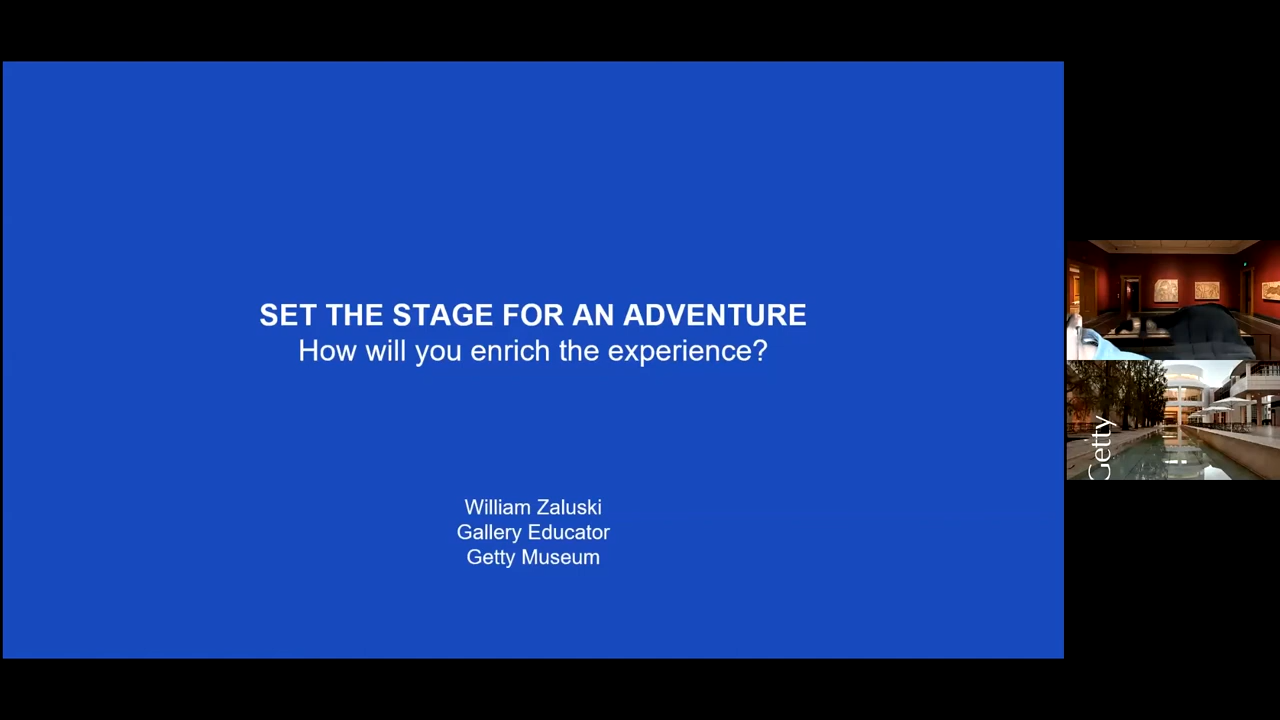 SET THE STAGE FOR AN ADVENTURE
How will you enrich the experience?
William Zaluski
Gallery Educator
Getty Museum
Getty